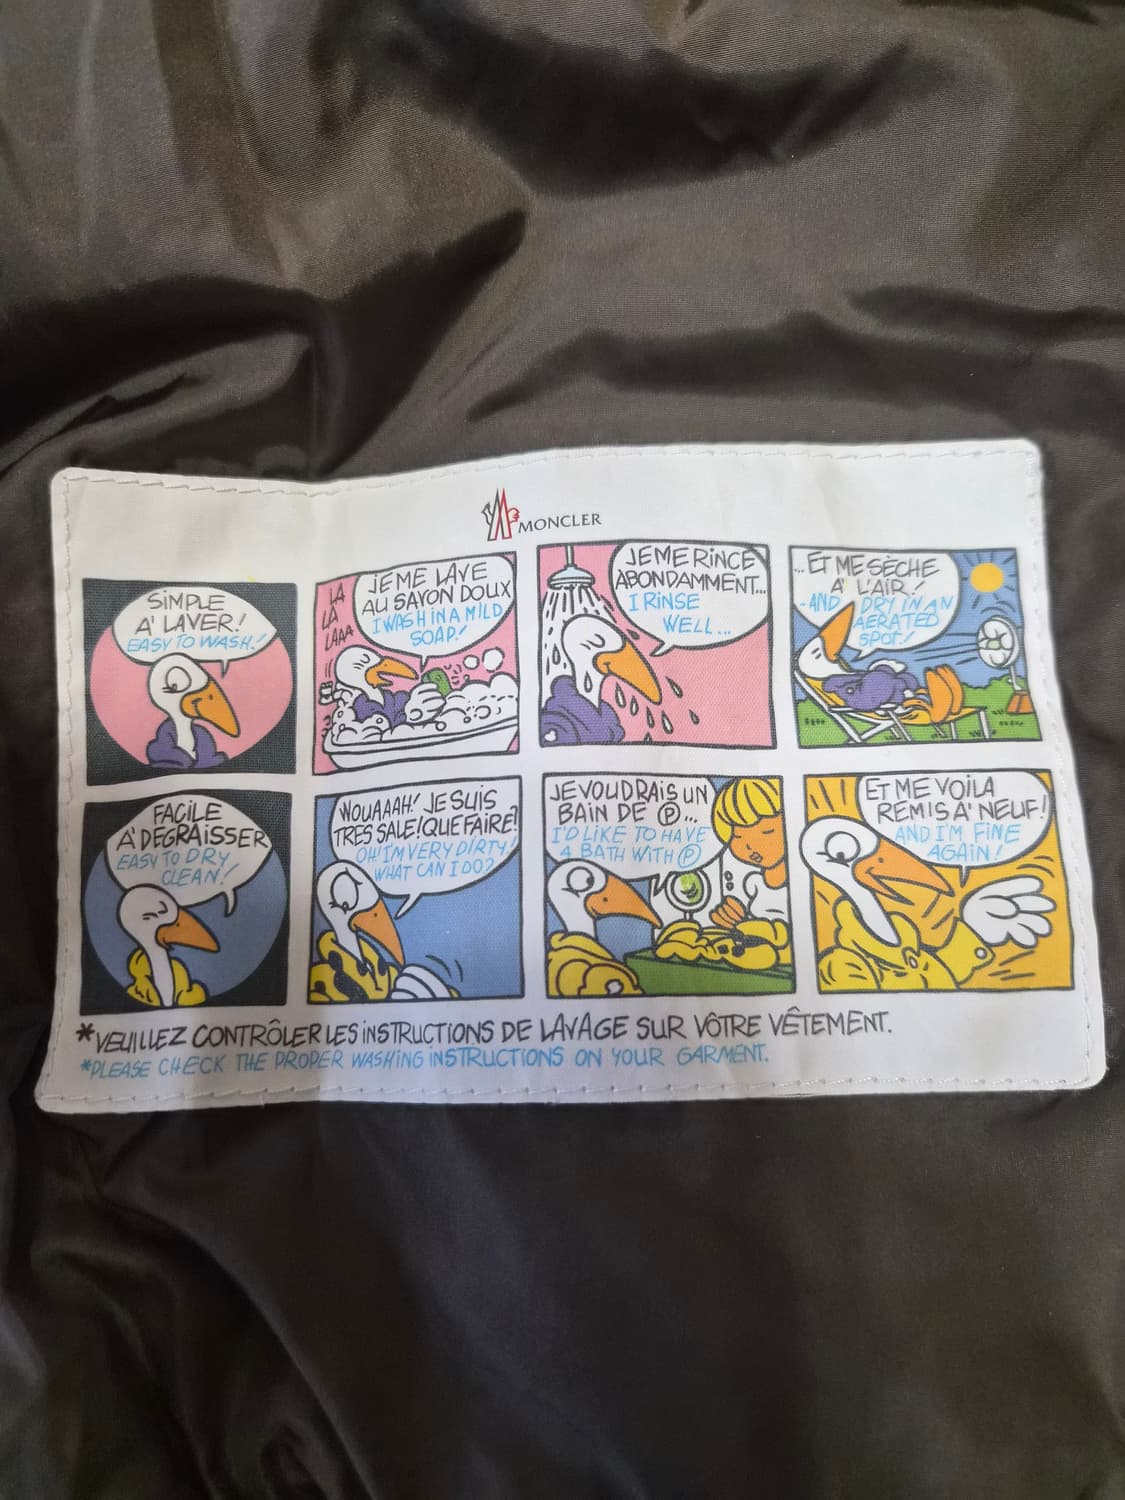 MONCLER
SiMPLE
A' LAVER!
EASY TO WASH!
LA
LA
LAAA
JE ME LAVE
AU SAVON DOUX
I WASH IN A MILD
SOAP!
JE ME RiNCE
ABONDAMMENT...
I RiNSE
WELL...
...ET ME SÈCHE
A' L'AIR!
-AND I DRY IN AN
AERATED
SPOT!
FACiLE
A' DEGRAiSSER
EASY TO DRY
CLEAN!
WOUAAAH! JE SUiS
TRES SALE! QUE FAiRE?
OH! I'M VERY DIRTY!
WHAT CAN I DO?
JE VOUDRAiS UN
BAiN DE Ⓟ...
I'D LiKE TO HAVE
A BATH WITH Ⓟ
ET ME VOiLA
REMiS A' NEUF!
AND I'M FINE
AGAIN!
*VEUiLLEZ CONTRÔLER LES iNSTRUCTIONS DE LAVAGE SUR VÔTRE VÊTEMENT.
*PLEASE CHECK THE PROPER WASHING INSTRUCTIONS ON YOUR GARMENT.